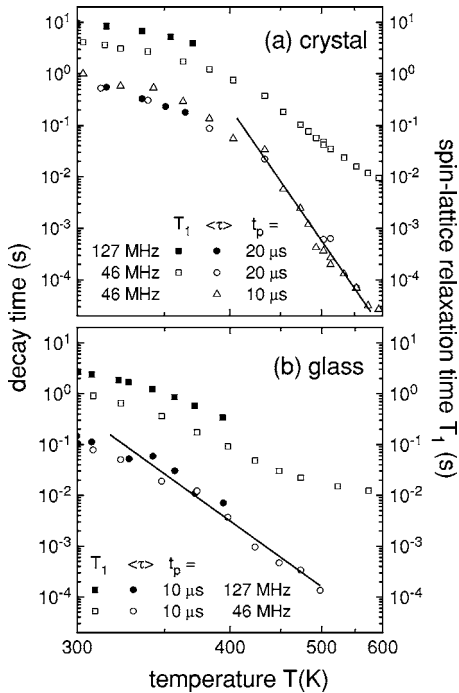 (a) crystal
10¹
10⁰
10⁻¹
10⁻²
10⁻³
10⁻⁴
10¹
10⁰
10⁻¹
10⁻²
10⁻³
10⁻⁴
T₁ <τ> tₚ =
127 MHz ■ ● 20 μs
46 MHz □ ○ 20 μs
46 MHz △ 10 μs
decay time (s)
spin-lattice relaxation time T₁ (s)
(b) glass
10¹
10⁰
10⁻¹
10⁻²
10⁻³
10⁻⁴
10¹
10⁰
10⁻¹
10⁻²
10⁻³
10⁻⁴
T₁ <τ> tₚ =
■ ● 10 μs 127 MHz
□ ○ 10 μs 46 MHz
300 400 500 600
temperature T(K)